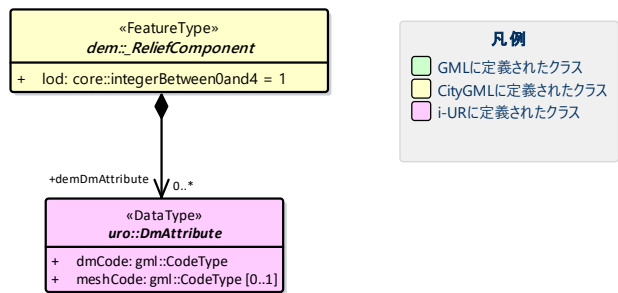 «FeatureType»
dem::_ReliefComponent
+ lod: core::integerBetween0and4 = 1
+demDmAttribute
0..*
«DataType»
uro::DmAttribute
+ dmCode: gml::CodeType
+ meshCode: gml::CodeType [0..1]
凡例
GMLに定義されたクラス
CityGMLに定義されたクラス
i-URに定義されたクラス